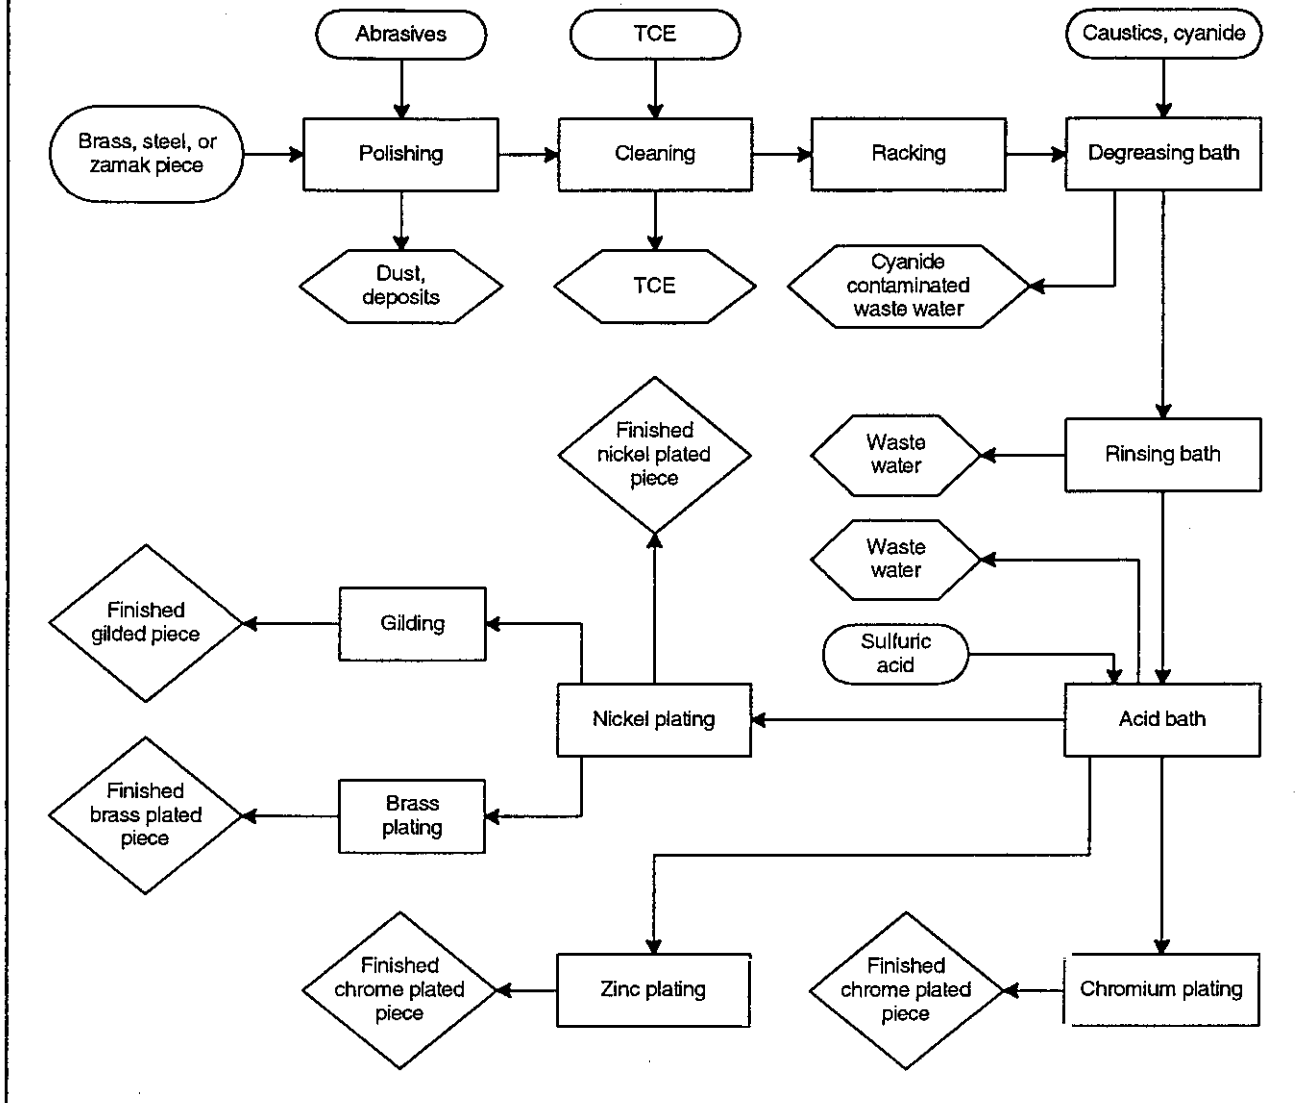 Abrasives
TCE
Caustics, cyanide
Brass, steel, or
zamak piece
Polishing
Cleaning
Racking
Degreasing bath
Dust,
deposits
TCE
Cyanide
contaminated
waste water
Finished
nickel plated
piece
Waste
water
Rinsing bath
Waste
water
Finished
gilded piece
Gilding
Sulfuric
acid
Nickel plating
Acid bath
Finished
brass plated
piece
Brass
plating
Finished
chrome plated
piece
Zinc plating
Finished
chrome plated
piece
Chromium plating